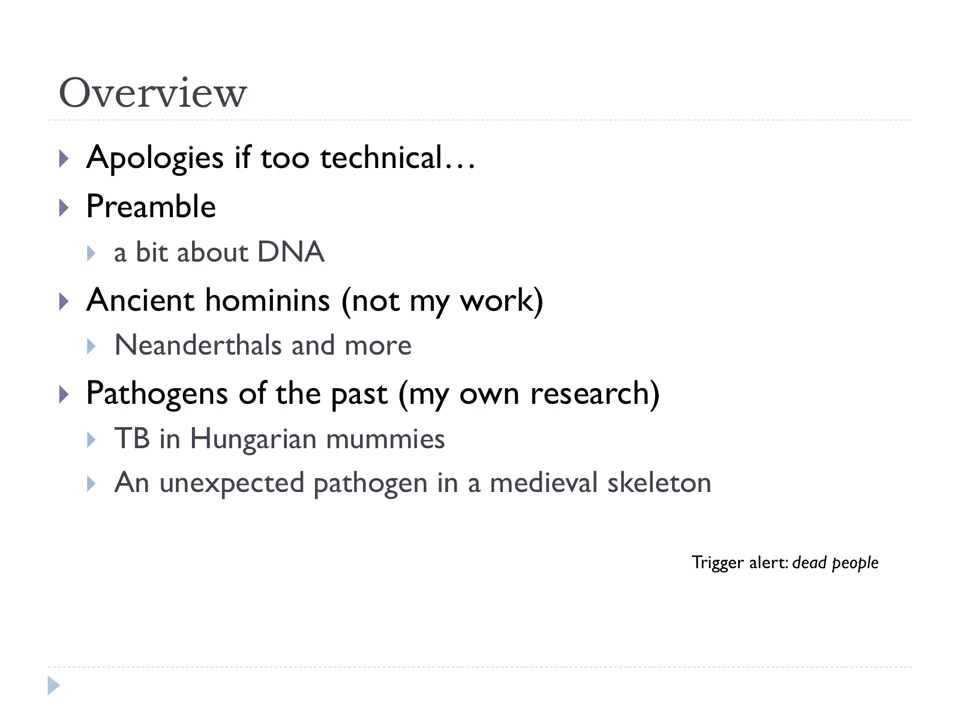 Overview
Apologies if too technical…
Preamble
a bit about DNA
Ancient hominins (not my work)
Neanderthals and more
Pathogens of the past (my own research)
TB in Hungarian mummies
An unexpected pathogen in a medieval skeleton
Trigger alert: dead people